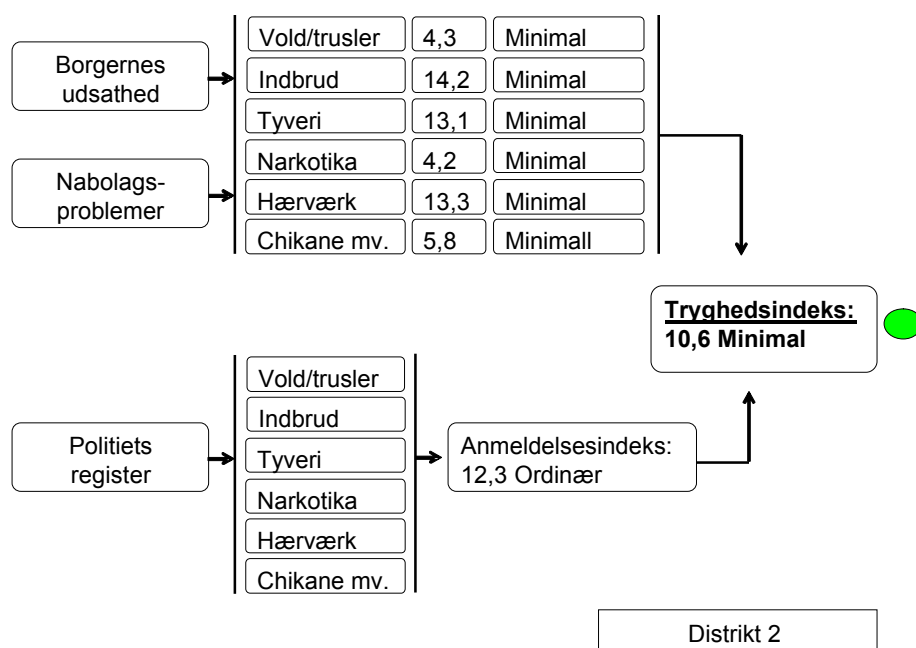 Borgernes
udsathed
Nabolags-
problemer
Vold/trusler 4,3 Minimal
Indbrud 14,2 Minimal
Tyveri 13,1 Minimal
Narkotika 4,2 Minimal
Hærværk 13,3 Minimal
Chikane mv. 5,8 Minimall
Tryghedsindeks:
10,6 Minimal
Politiets
register
Vold/trusler
Indbrud
Tyveri
Narkotika
Hærværk
Chikane mv.
Anmeldelsesindeks:
12,3 Ordinær
Distrikt 2